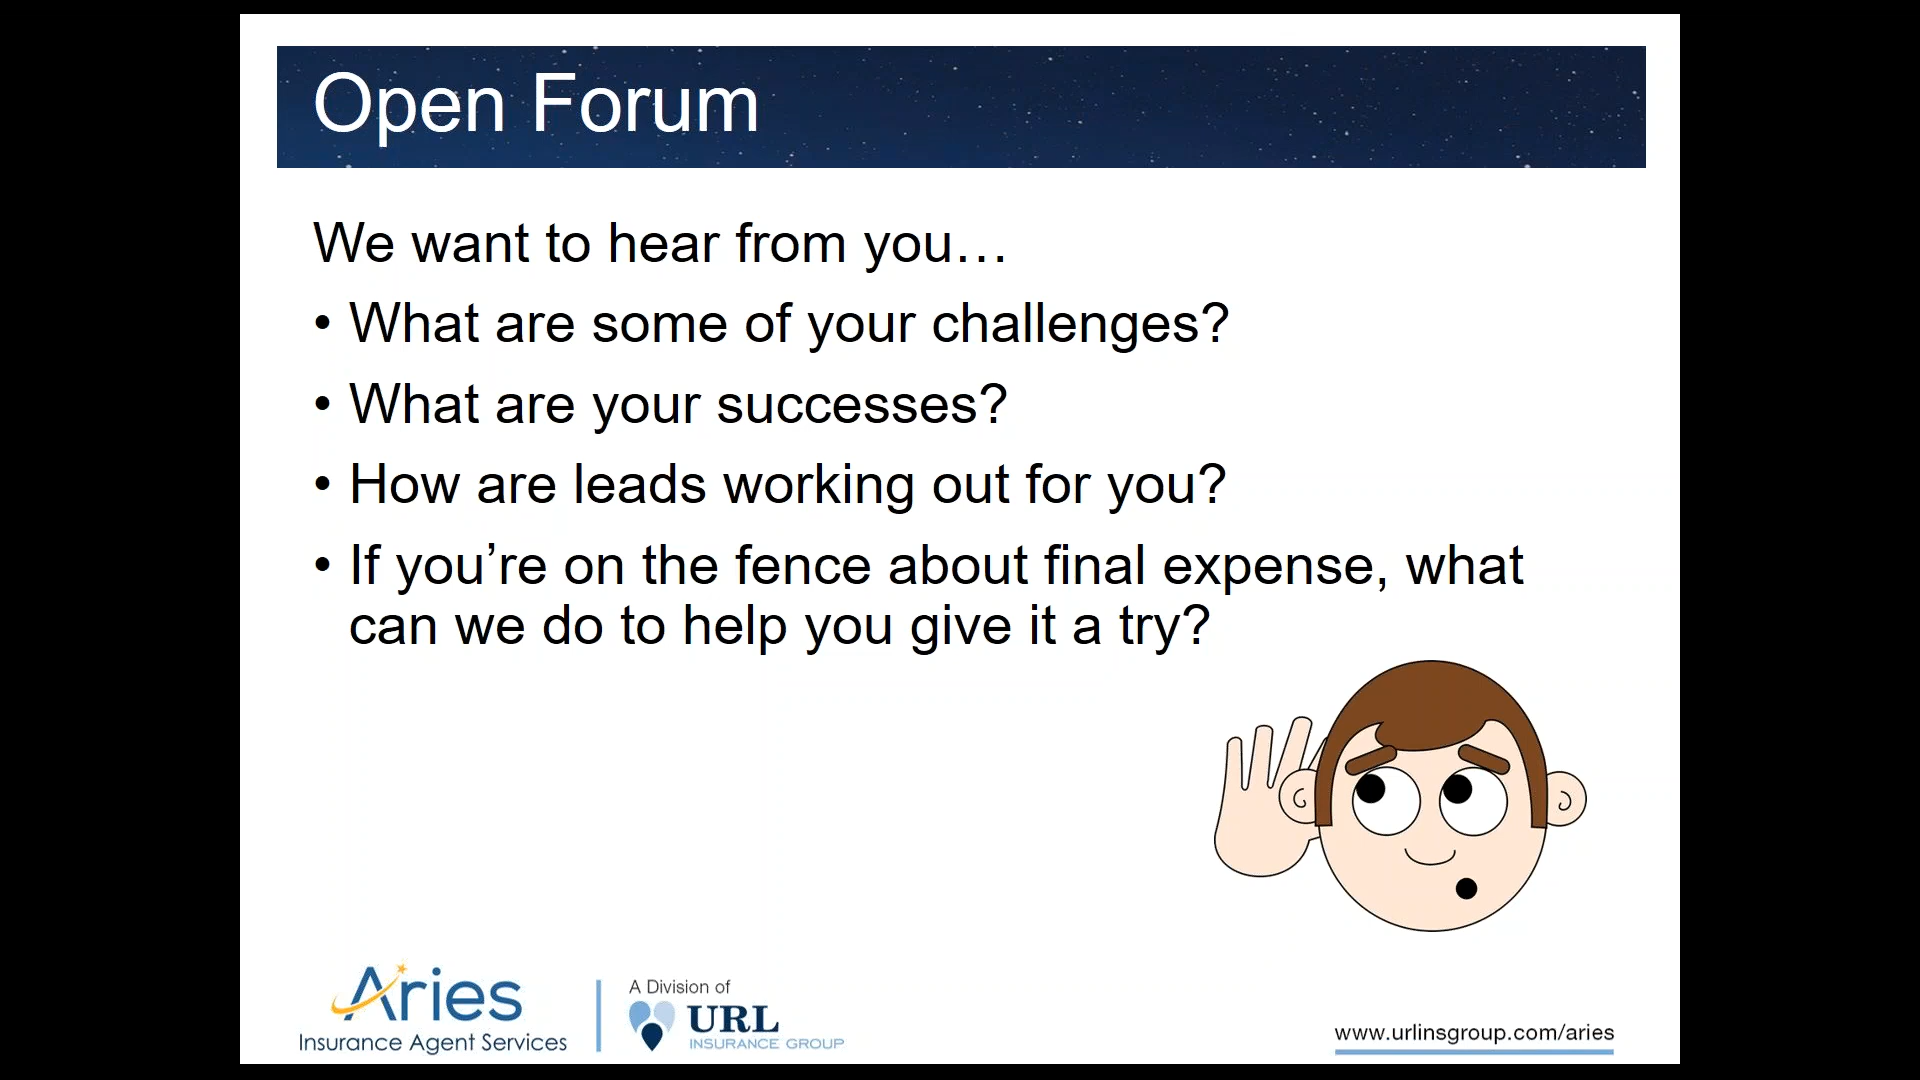 Open Forum
We want to hear from you…
• What are some of your challenges?
• What are your successes?
• How are leads working out for you?
• If you’re on the fence about final expense, what
can we do to help you give it a try?
Aries
Insurance Agent Services
A Division of
URL
INSURANCE GROUP
www.urlinsgroup.com/aries